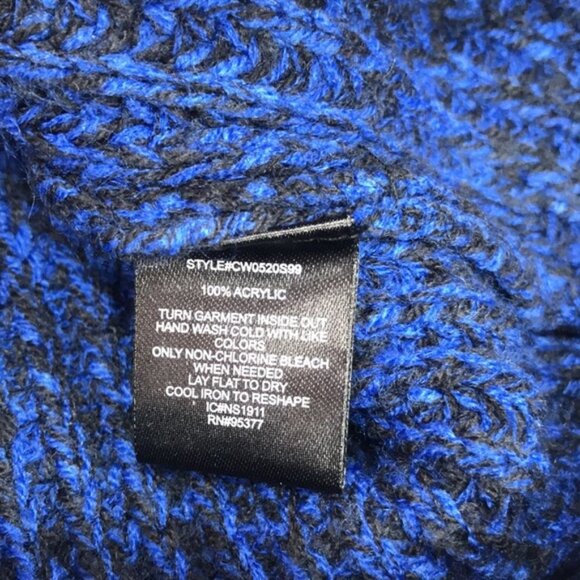 STYLE#CW0520S99
100% ACRYLIC
TURN GARMENT INSIDE OUT
HAND WASH COLD WITH LIKE
COLORS
ONLY NON-CHLORINE BLEACH
WHEN NEEDED
LAY FLAT TO DRY
COOL IRON TO RESHAPE
IC#NS1911
RN#95377